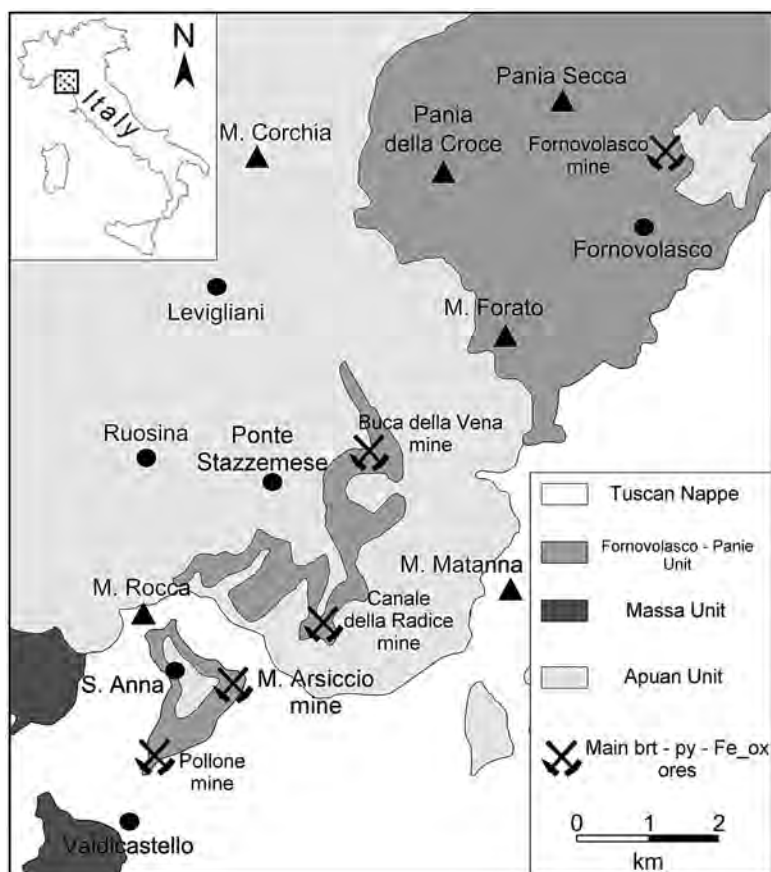 N
Italy
Pania Secca
Pania
della Croce
M. Corchia
Fornovolasco
mine
Fornovolasco
Levigliani
M. Forato
Buca della Vena
mine
Ruosina
Ponte
Stazzemese
M. Matanna
M. Rocca
Canale
della Radice
mine
S. Anna
M. Arsiccio
mine
Pollone
mine
Valdicastello
Tuscan Nappe
Fornovolasco - Panie
Unit
Massa Unit
Apuan Unit
Main brt - py - Fe_ox
ores
0 1 2
km